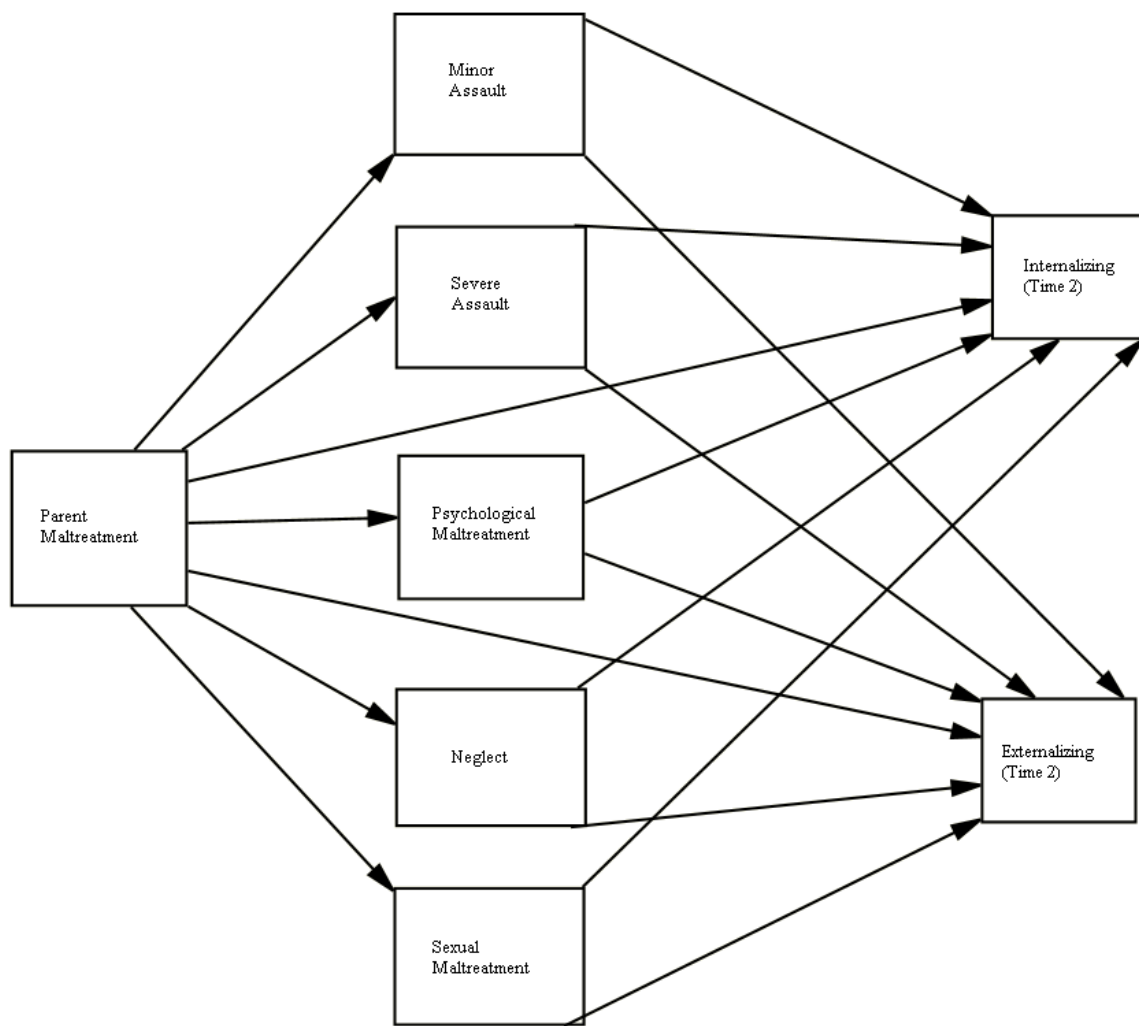 Minor
Assault
Severe
Assault
Internalizing
(Time 2)
Parent
Maltreatment
Psychological
Maltreatment
Neglect
Externalizing
(Time 2)
Sexual
Maltreatment